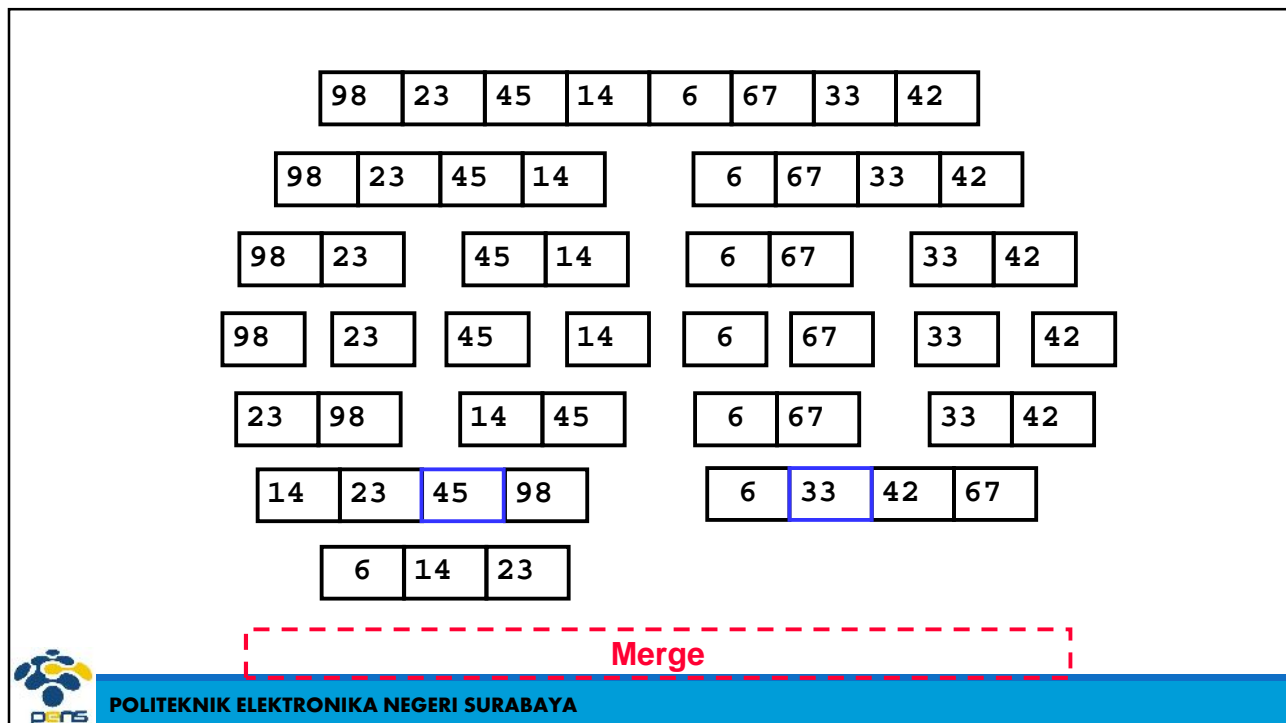 98 23 45 14 6 67 33 42
98 23 45 14 6 67 33 42
98 23 45 14 6 67 33 42
98 23 45 14 6 67 33 42
23 98 14 45 6 67 33 42
14 23 45 98 6 33 42 67
6 14 23
Merge
POLITEKNIK ELEKTRONIKA NEGERI SURABAYA
pens